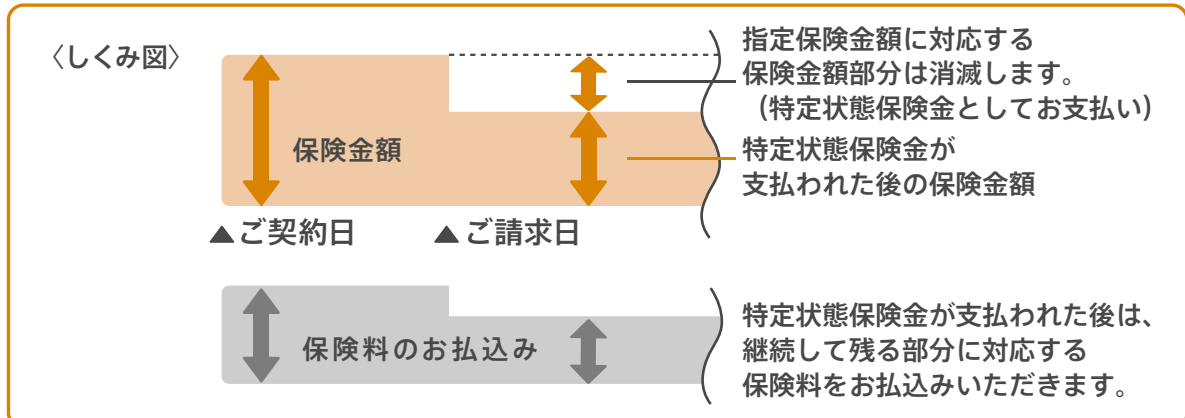 〈しくみ図〉
指定保険金額に対応する
保険金額部分は消滅します。
（特定状態保険金としてお支払い）
保険金額
特定状態保険金が
支払われた後の保険金額
▲ご契約日
▲ご請求日
保険料のお払込み
特定状態保険金が支払われた後は、
継続して残る部分に対応する
保険料をお払込みいただきます。